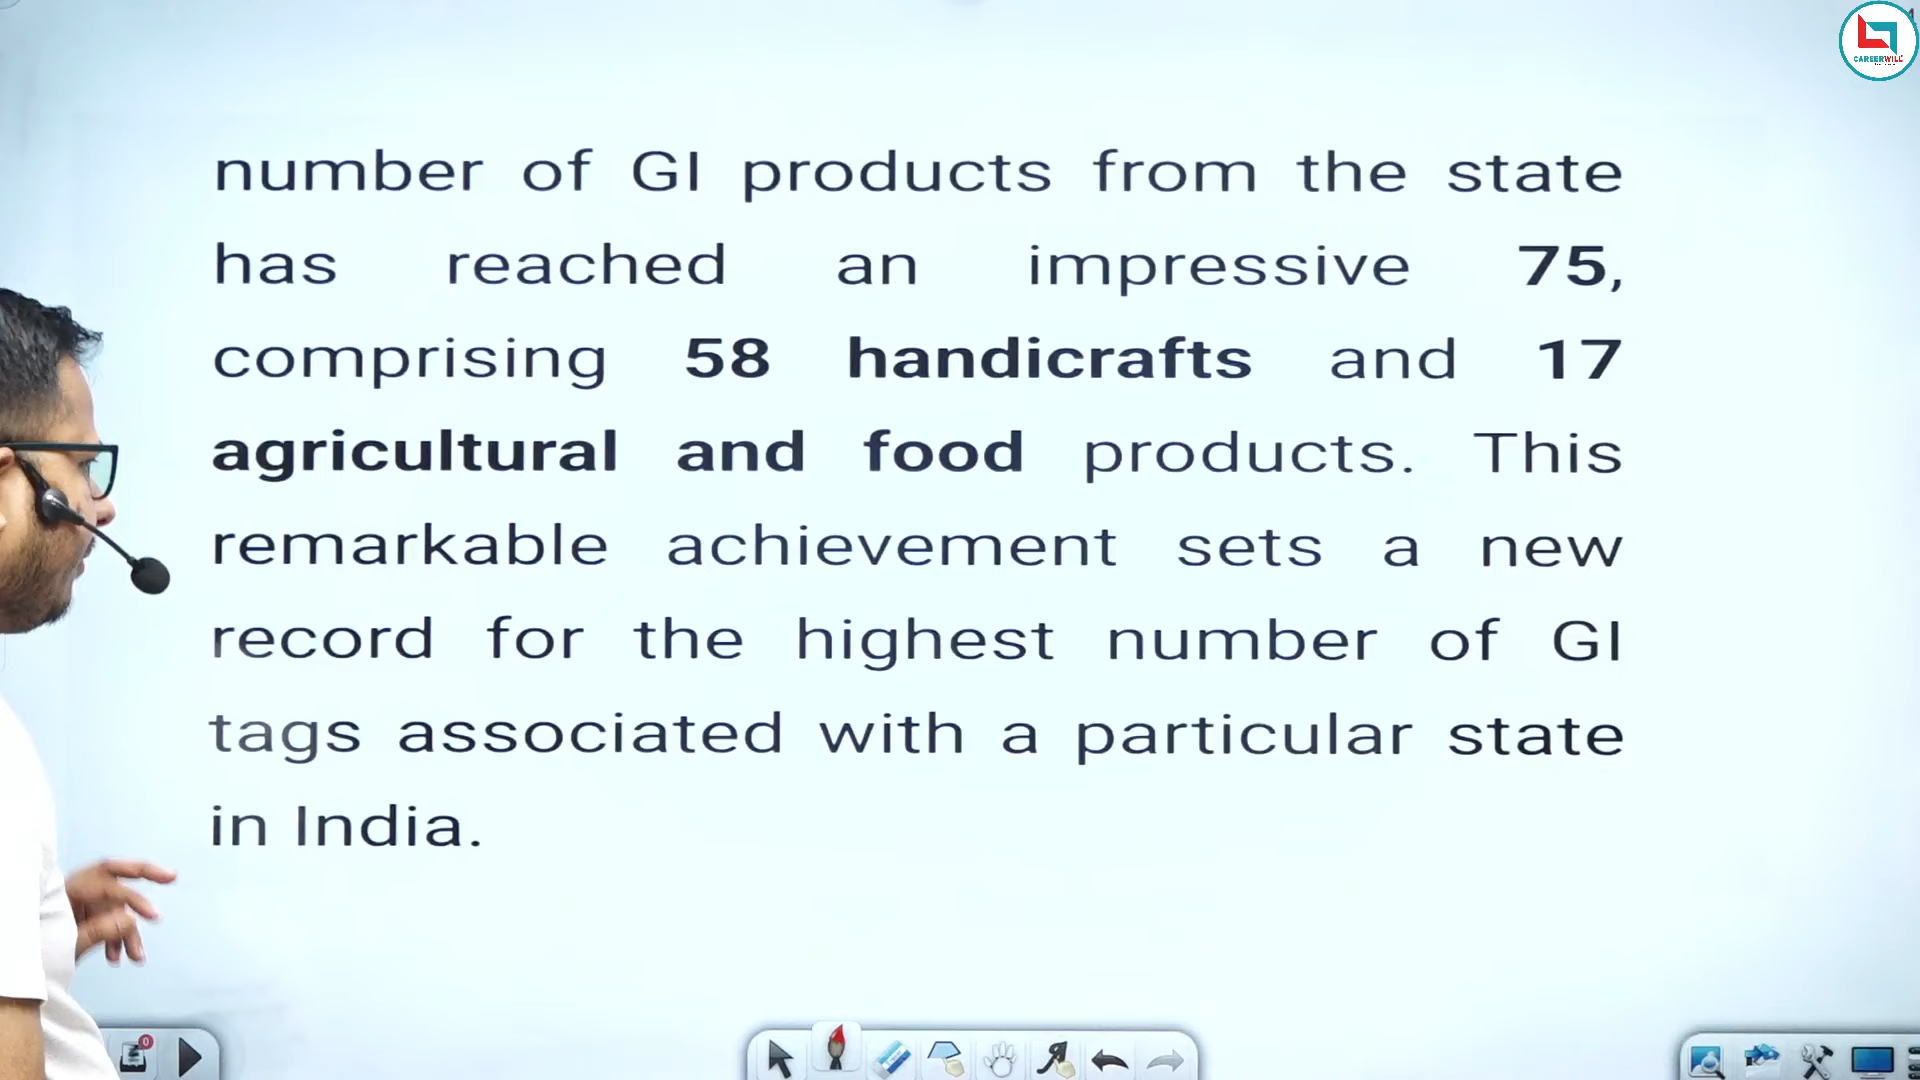 CAREERWILL
number of GI products from the state
has reached an impressive 75,
comprising 58 handicrafts and 17
agricultural and food products. This
remarkable achievement sets a new
record for the highest number of GI
tags associated with a particular state
in India.
0